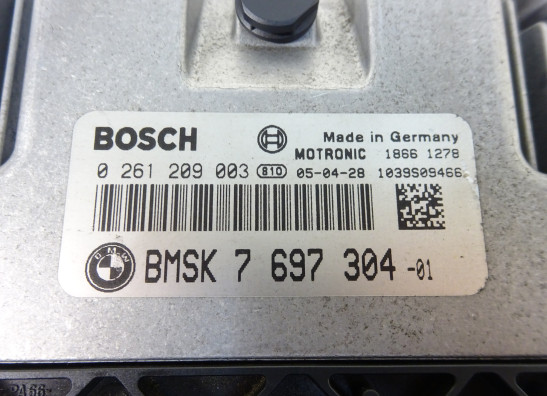 BOSCH Made in Germany
MOTRONIC 1866 1278
0 261 209 003 810 05-04-28 1039S09466
BMW
BMSK 7 697 304 -01